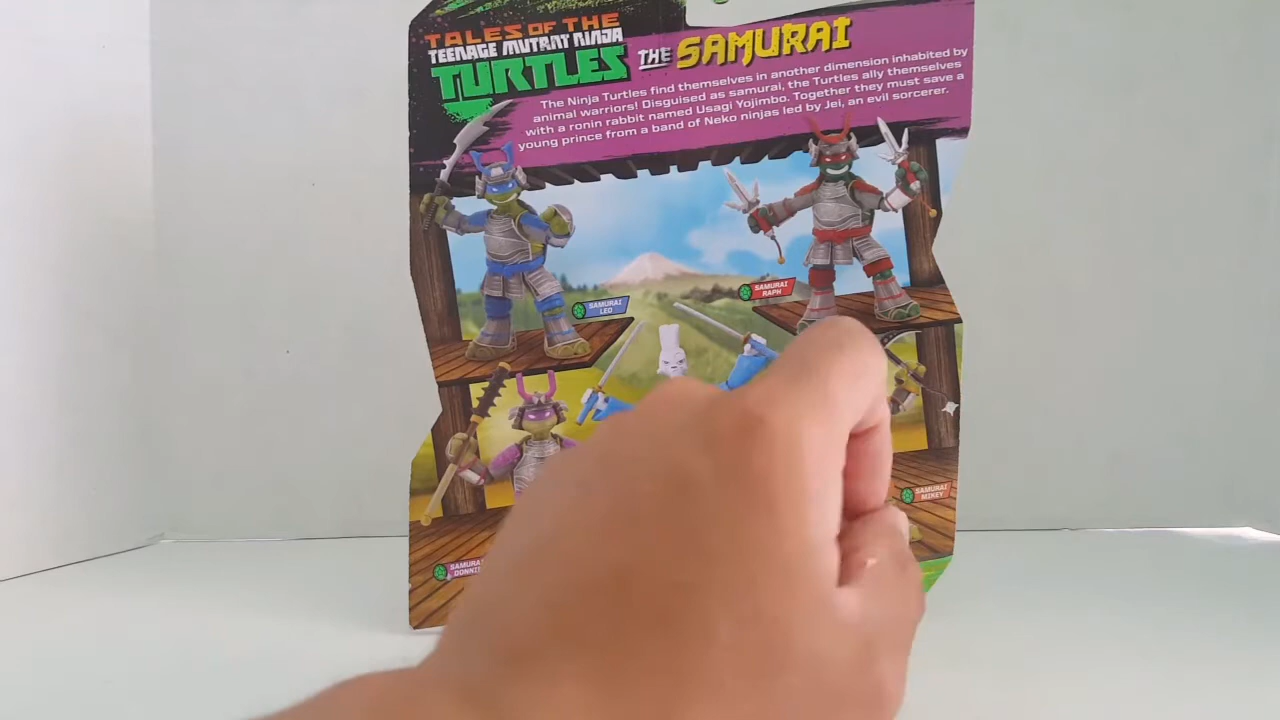 TALES OF THE
TEENAGE MUTANT NINJA
TURTLES
THE SAMURAI
The Ninja Turtles find themselves in another dimension inhabited by
animal warriors! Disguised as samurai, the Turtles ally themselves
with a ronin rabbit named Usagi Yojimbo. Together they must save a
young prince from a band of Neko ninjas led by Jei, an evil sorcerer.
SAMURAI
RAPH
SAMURAI
LEO
SAMURAI
MIKEY